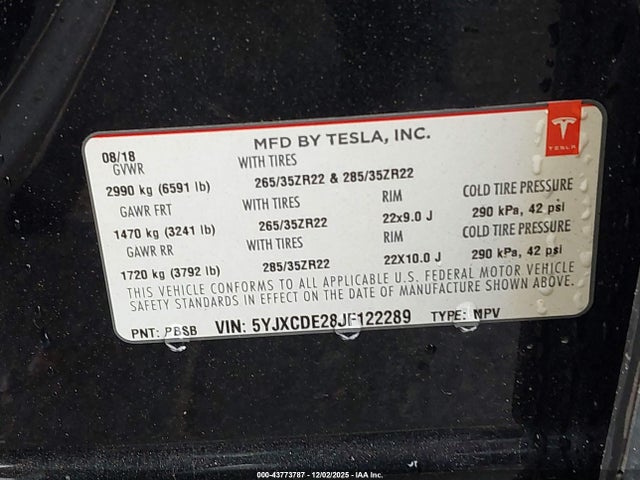 MFD BY TESLA, INC.
TESLA
08/18
GVWR WITH TIRES
2990 kg (6591 lb) 265/35ZR22 & 285/35ZR22
GAWR FRT WITH TIRES RIM COLD TIRE PRESSURE
1470 kg (3241 lb) 265/35ZR22 22x9.0 J 290 kPa, 42 psi
GAWR RR WITH TIRES RIM COLD TIRE PRESSURE
1720 kg (3792 lb) 285/35ZR22 22X10.0 J 290 kPa, 42 psi
THIS VEHICLE CONFORMS TO ALL APPLICABLE U.S. FEDERAL MOTOR VEHICLE
SAFETY STANDARDS IN EFFECT ON THE DATE OF MANUFACTURE SHOWN ABOVE.
PNT: PBSB VIN: 5YJXCDE28JF122289 TYPE: MPV
00-43773787 - 12/02/2025 - IAA Inc.